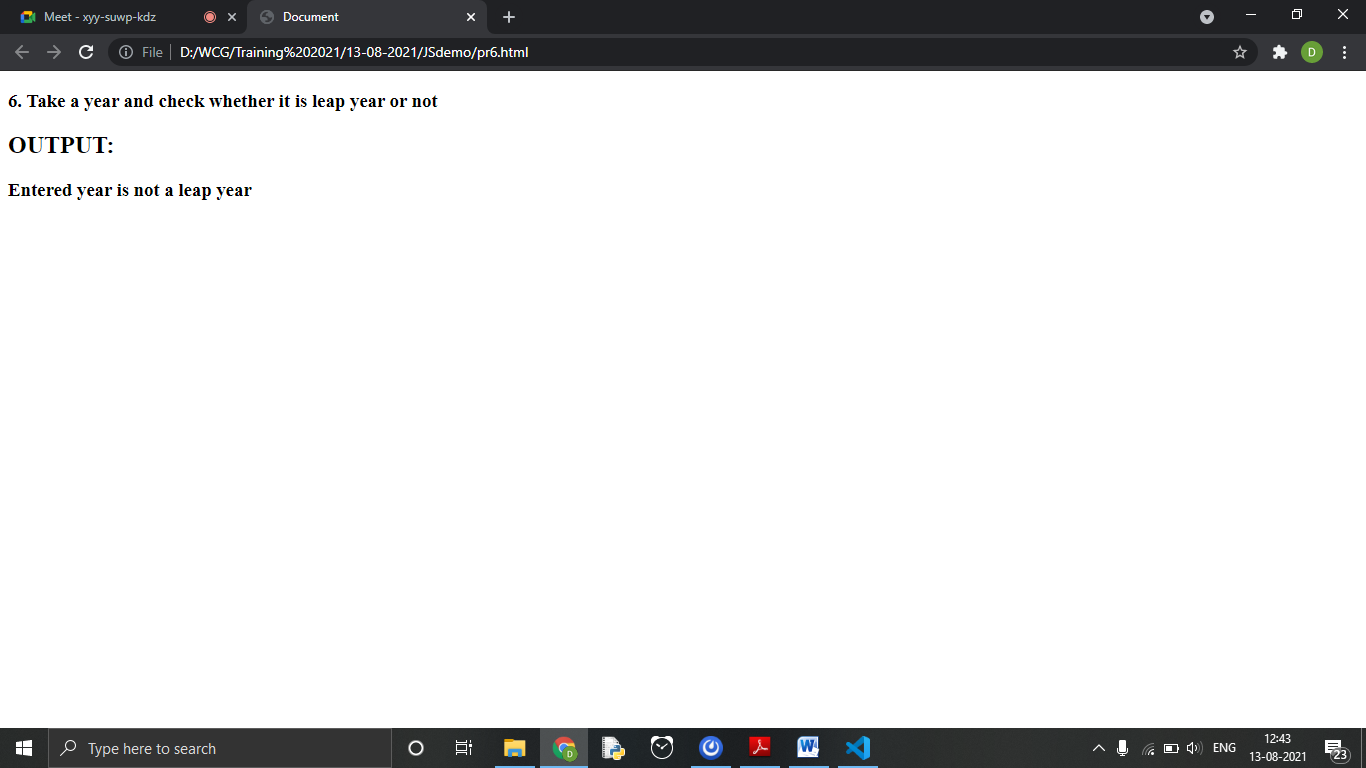 Meet - xyy-suwp-kdz
Document
File
D:/WCG/Training%202021/13-08-2021/JSdemo/pr6.html
D
6. Take a year and check whether it is leap year or not
OUTPUT:
Entered year is not a leap year
Type here to search
D
W
ENG
12:43
13-08-2021
23